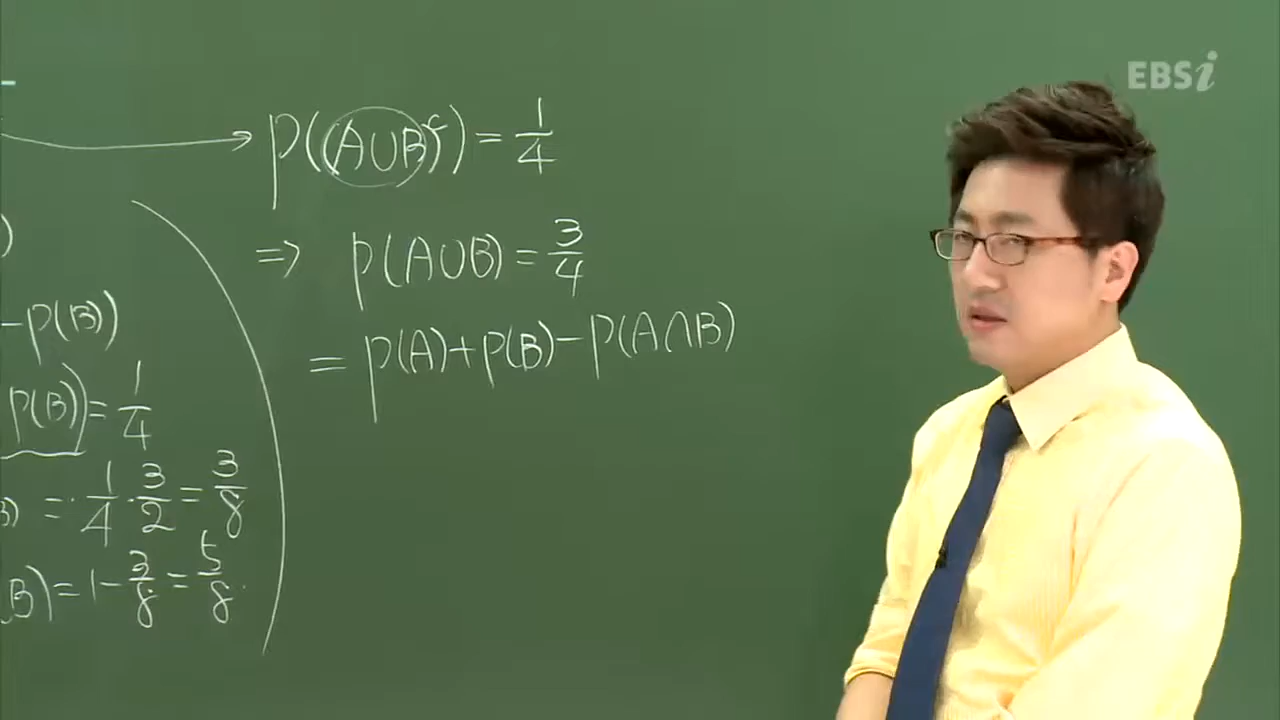 EBSi
P((A∪B)ᶜ) = 1/4
⇒ P(A∪B) = 3/4
= P(A)+P(B)-P(A∩B)
)
-P(B))
P(B)) = 1/4
B) = 1/4 · 3/2 = 3/8
B) = 1 - 3/8 = 5/8